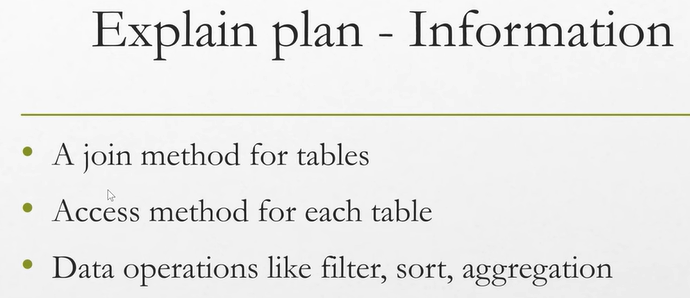 Explain plan - Information
• A join method for tables
• Access method for each table
• Data operations like filter, sort, aggregation